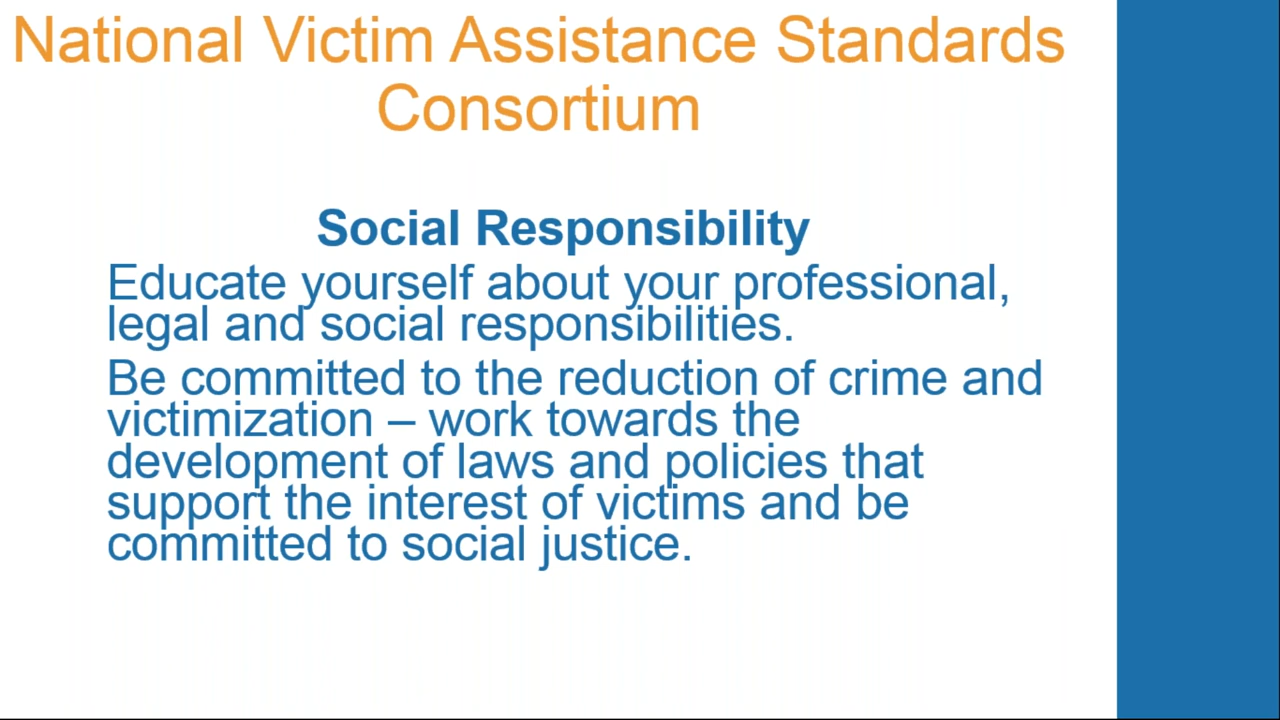 National Victim Assistance Standards
Consortium
Social Responsibility
Educate yourself about your professional,
legal and social responsibilities.
Be committed to the reduction of crime and
victimization – work towards the
development of laws and policies that
support the interest of victims and be
committed to social justice.